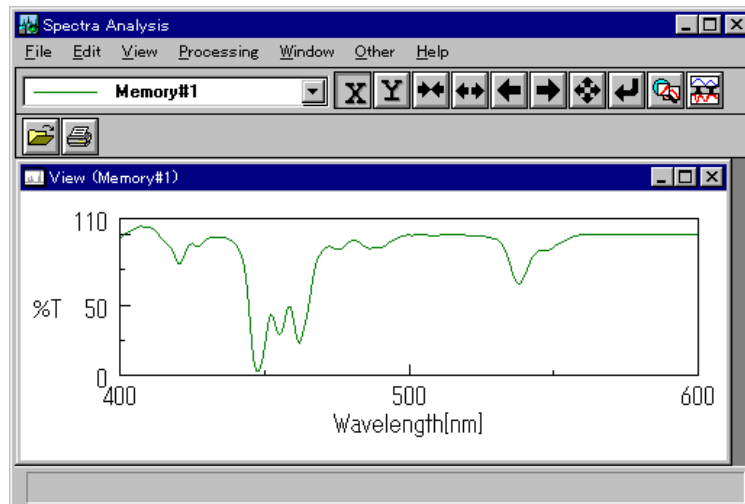 Spectra Analysis
File Edit View Processing Window Other Help
Memory#1 X Y
View (Memory#1)
110
%T 50
0
400 500 600
Wavelength[nm]